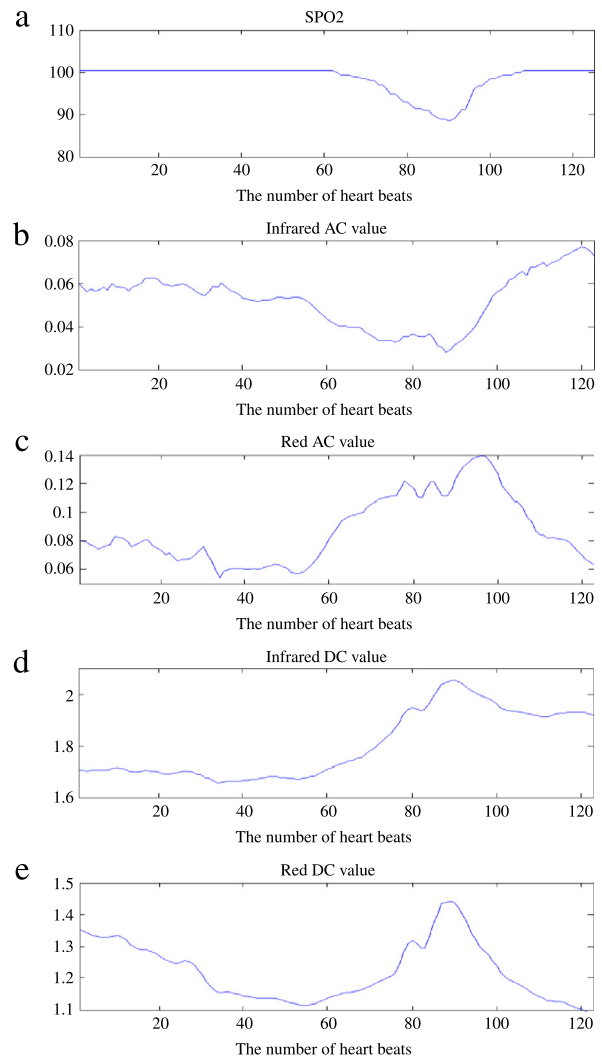 a
SPO2
110
100
90
80
20 40 60 80 100 120
The number of heart beats
b
Infrared AC value
0.08
0.06
0.04
0.02
20 40 60 80 100 120
The number of heart beats
c
Red AC value
0.14
0.12
0.1
0.08
0.06
20 40 60 80 100 120
The number of heart beats
d
Infrared DC value
2
1.8
1.6
20 40 60 80 100 120
The number of heart beats
e
Red DC value
1.5
1.4
1.3
1.2
1.1
20 40 60 80 100 120
The number of heart beats